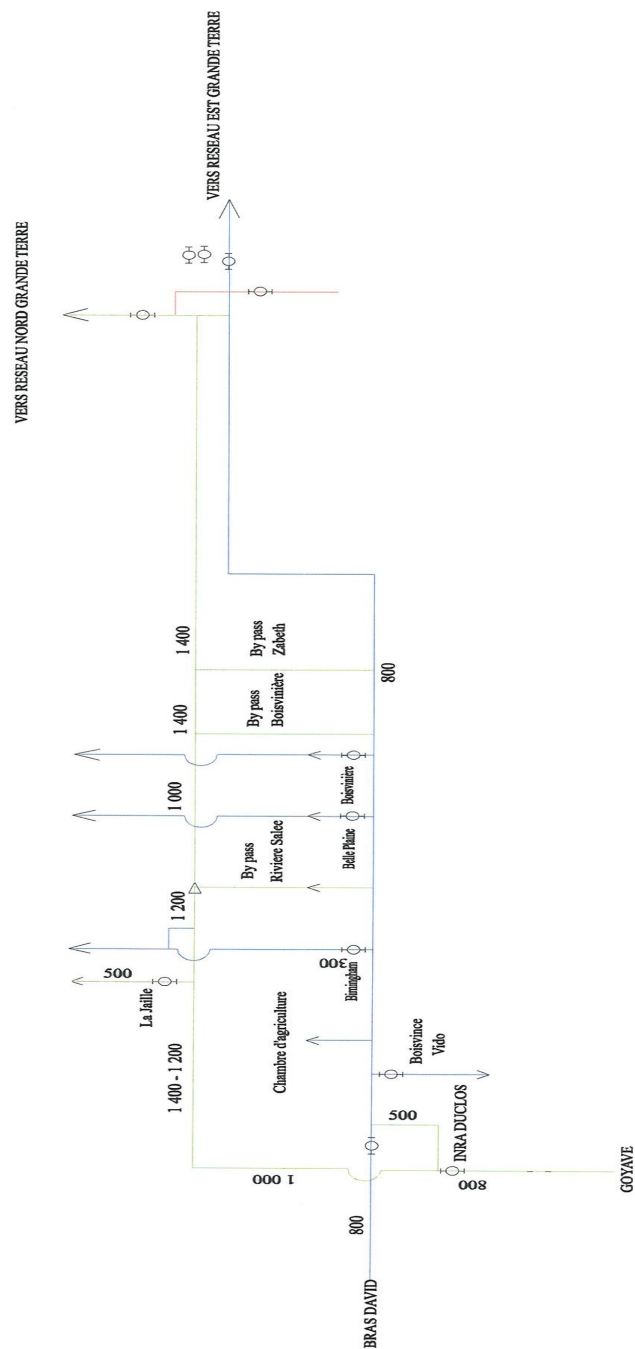 VERS RESEAU NORD GRANDE TERRE
VERS RESEAU EST GRANDE TERRE
1 400
1 400
1 000
1 200
500
La Jaille
1 400 - 1 200
By pass
Zabeth
By pass
Boisvinière
By pass
Riviere Salee
Boisvinière
Belle Plaine
300
Birmingham
Chambre d'agriculture
800
Boisvince
Vido
500
INRA DUCLOS
1 000
800
800
BRAS DAVID
GOYAVE